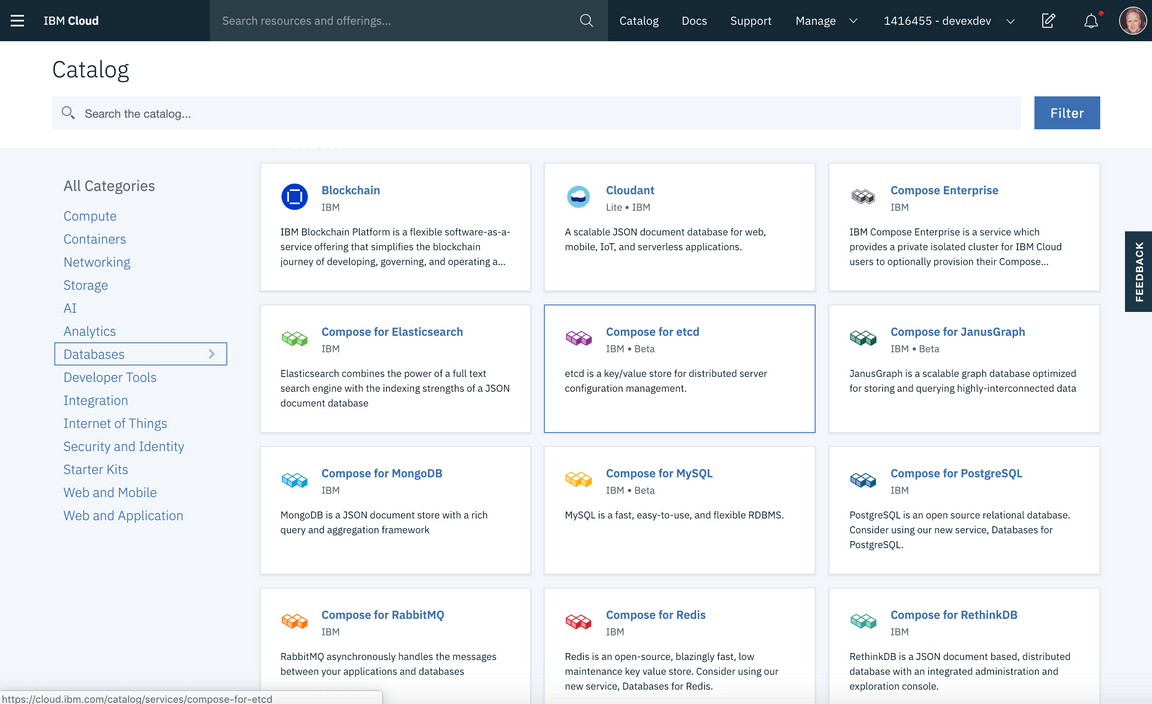 IBM Cloud
Search resources and offerings...
Catalog
Docs
Support
Manage
1416455 - devexdev
Catalog
Search the catalog...
Filter
All Categories
Compute
Containers
Networking
Storage
AI
Analytics
Databases
Developer Tools
Integration
Internet of Things
Security and Identity
Starter Kits
Web and Mobile
Web and Application
Blockchain
IBM
IBM Blockchain Platform is a flexible software-as-a-
service offering that simplifies the blockchain
journey of developing, governing, and operating a...
Cloudant
Lite • IBM
A scalable JSON document database for web,
mobile, IoT, and serverless applications.
Compose Enterprise
IBM
IBM Compose Enterprise is a service which
provides a private isolated cluster for IBM Cloud
users to optionally provision their Compose...
Compose for Elasticsearch
IBM
Elasticsearch combines the power of a full text
search engine with the indexing strengths of a JSON
document database
Compose for etcd
IBM • Beta
etcd is a key/value store for distributed server
configuration management.
Compose for JanusGraph
IBM • Beta
JanusGraph is a scalable graph database optimized
for storing and querying highly-interconnected data
Compose for MongoDB
IBM
MongoDB is a JSON document store with a rich
query and aggregation framework
Compose for MySQL
IBM • Beta
MySQL is a fast, easy-to-use, and flexible RDBMS.
Compose for PostgreSQL
IBM
PostgreSQL is an open source relational database.
Consider using our new service, Databases for
PostgreSQL.
Compose for RabbitMQ
IBM
RabbitMQ asynchronously handles the messages
between your applications and databases
Compose for Redis
IBM
Redis is an open-source, blazingly fast, low
maintenance key value store. Consider using our
new service, Databases for Redis.
Compose for RethinkDB
IBM
RethinkDB is a JSON document based, distributed
database with an integrated administration and
exploration console.
FEEDBACK
https://cloud.ibm.com/catalog/services/compose-for-etcd